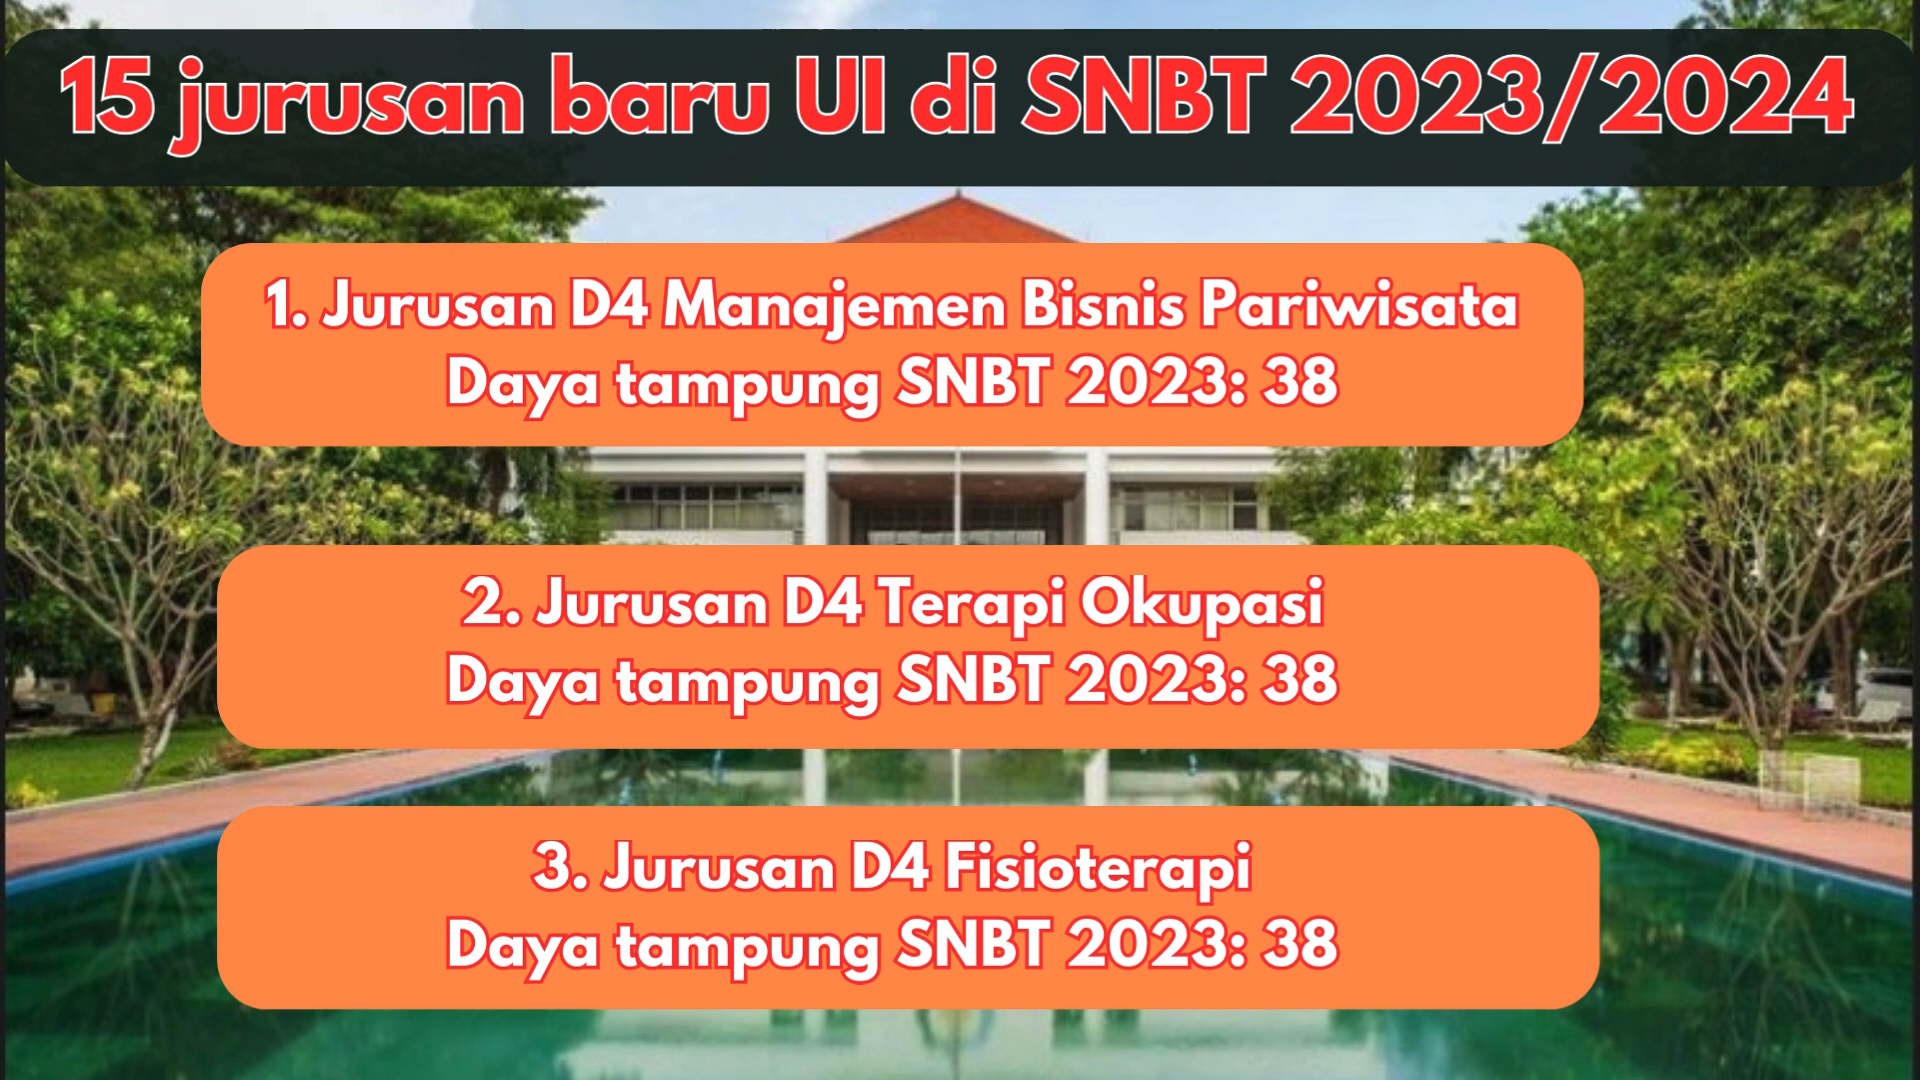 15 jurusan baru UI di SNBT 2023/2024
1. Jurusan D4 Manajemen Bisnis Pariwisata
Daya tampung SNBT 2023: 38
2. Jurusan D4 Terapi Okupasi
Daya tampung SNBT 2023: 38
3. Jurusan D4 Fisioterapi
Daya tampung SNBT 2023: 38